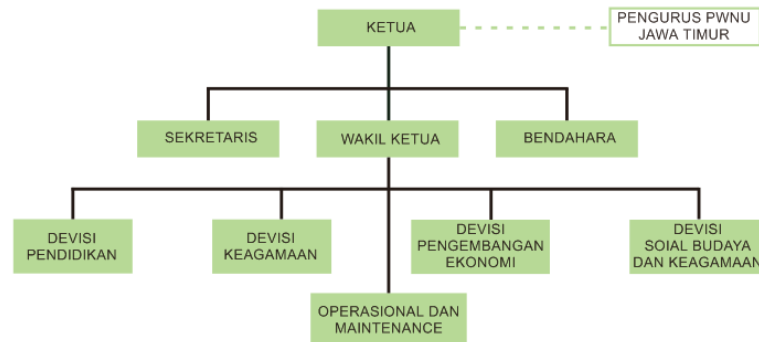 KETUA
PENGURUS PWNU
JAWA TIMUR
SEKRETARIS
WAKIL KETUA
BENDAHARA
DEVISI
PENDIDIKAN
DEVISI
KEAGAMAAN
DEVISI
PENGEMBANGAN
EKONOMI
DEVISI
SOIAL BUDAYA
DAN KEAGAMAAN
OPERASIONAL DAN
MAINTENANCE